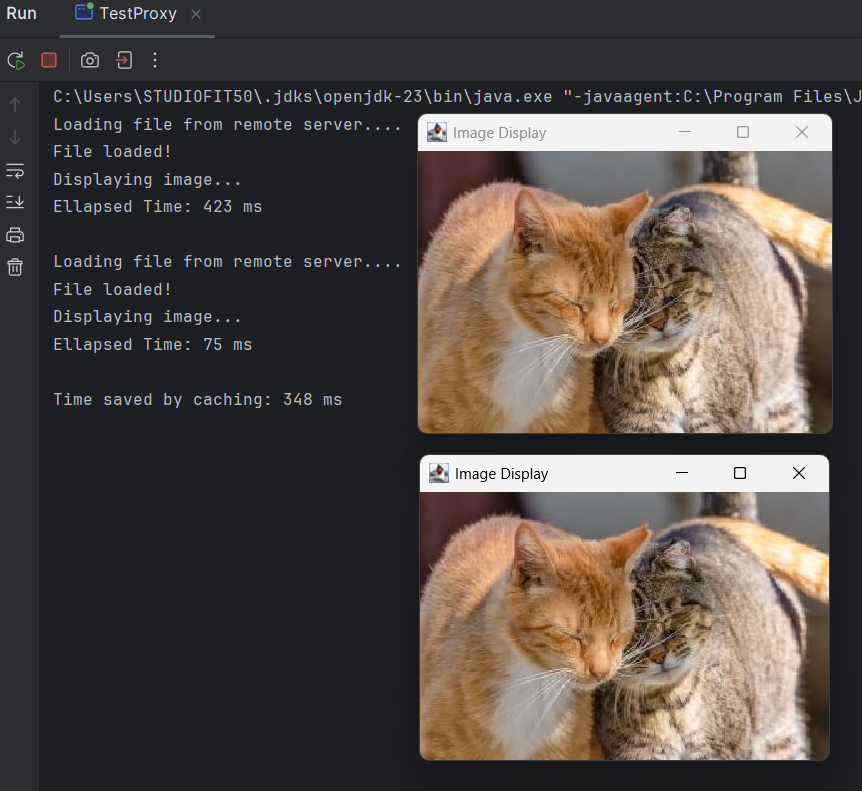 Run TestProxy
C:\Users\STUDIOFIT50\.jdks\openjdk-23\bin\java.exe "-javaagent:C:\Program Files\J
Loading file from remote server....
File loaded!
Displaying image...
Ellapsed Time: 423 ms
Loading file from remote server....
File loaded!
Displaying image...
Ellapsed Time: 75 ms
Time saved by caching: 348 ms
Image Display
Image Display